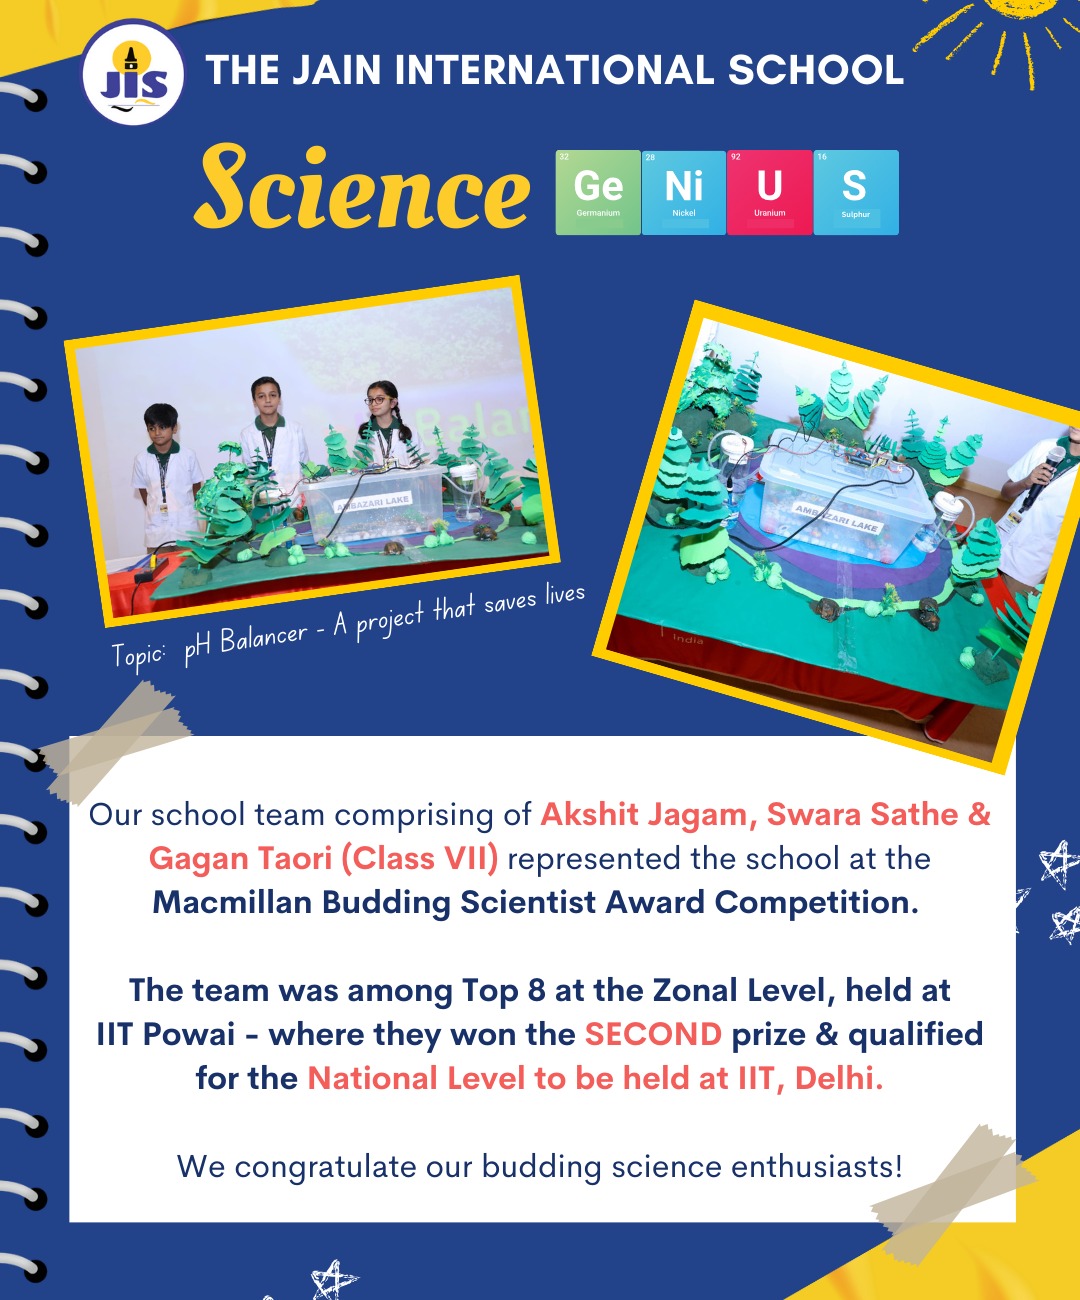 JIS
THE JAIN INTERNATIONAL SCHOOL
Science
32 28 92 16
Ge Ni U S
Germanium Nickel Uranium Sulphur
Balan
AMBAZARI LAKE
AMBAZARI LAKE
India
Topic: pH Balancer - A project that saves lives
Our school team comprising of Akshit Jagam, Swara Sathe &
Gagan Taori (Class VII) represented the school at the
Macmillan Budding Scientist Award Competition.
The team was among Top 8 at the Zonal Level, held at
IIT Powai - where they won the SECOND prize & qualified
for the National Level to be held at IIT, Delhi.
We congratulate our budding science enthusiasts!